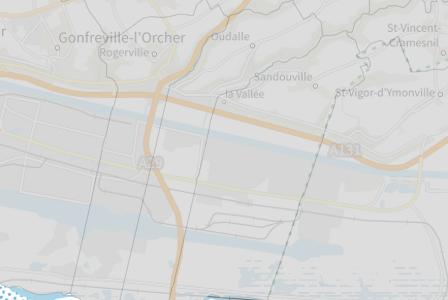 St-Vincent-
Cramesnil
Gonfreville-l'Orcher
Oudalle
Rogerville
Sandouville
la Vallée
St-Vigor-d'Ymonville
A131
A29